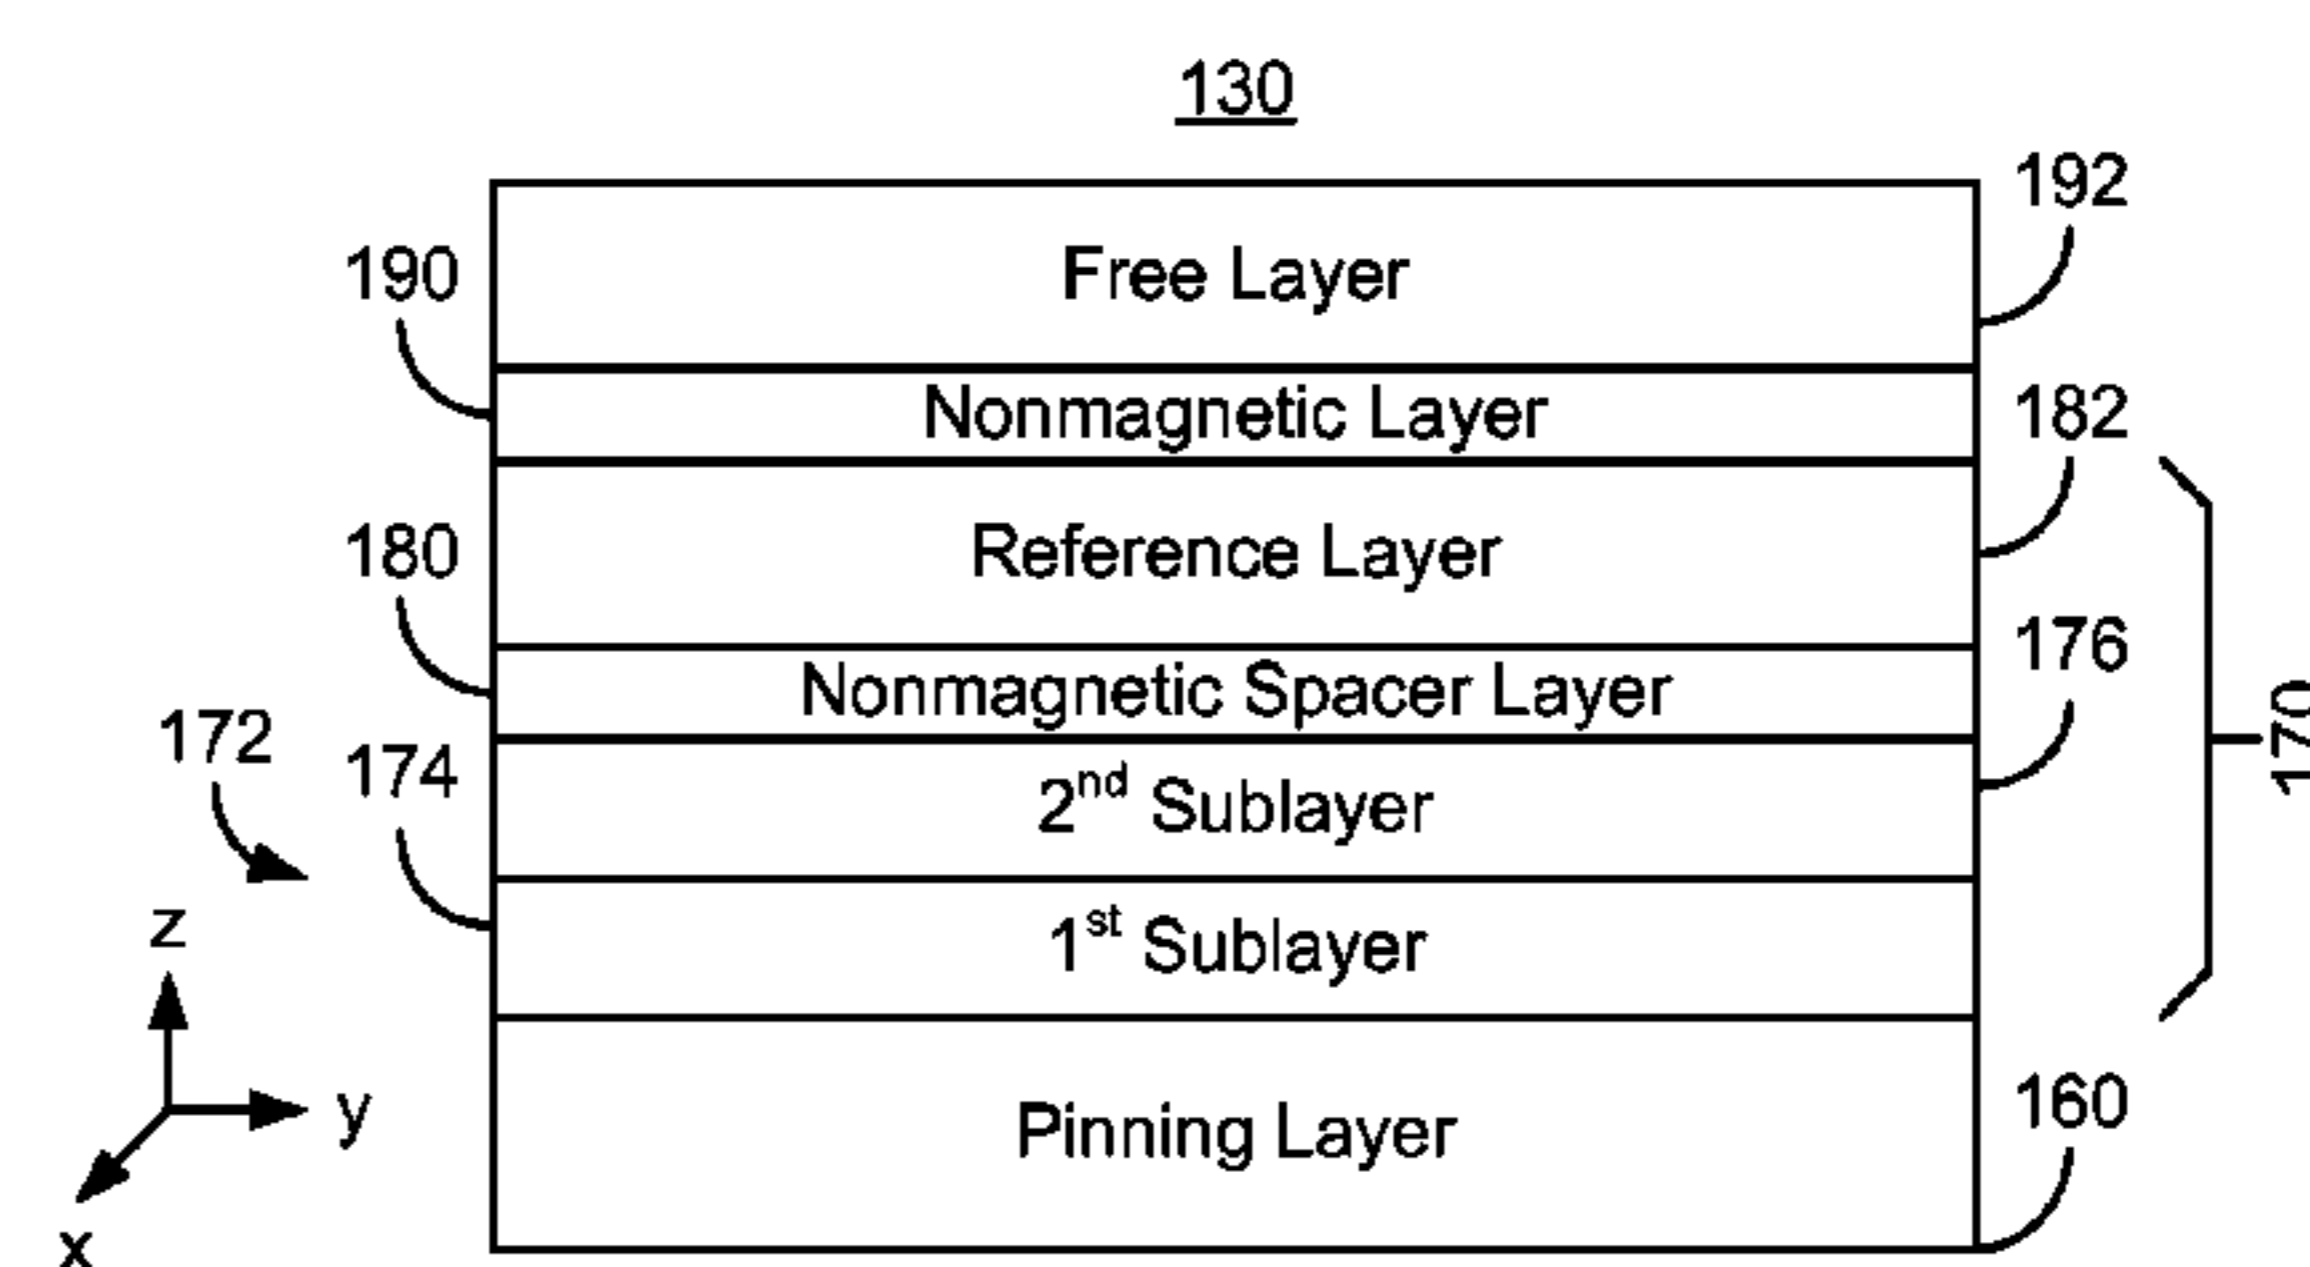 130
192
Free Layer
190
Nonmagnetic Layer
182
Reference Layer
180
176
Nonmagnetic Spacer Layer
170
172
174
2nd Sublayer
1st Sublayer
z
y
x
160
Pinning Layer